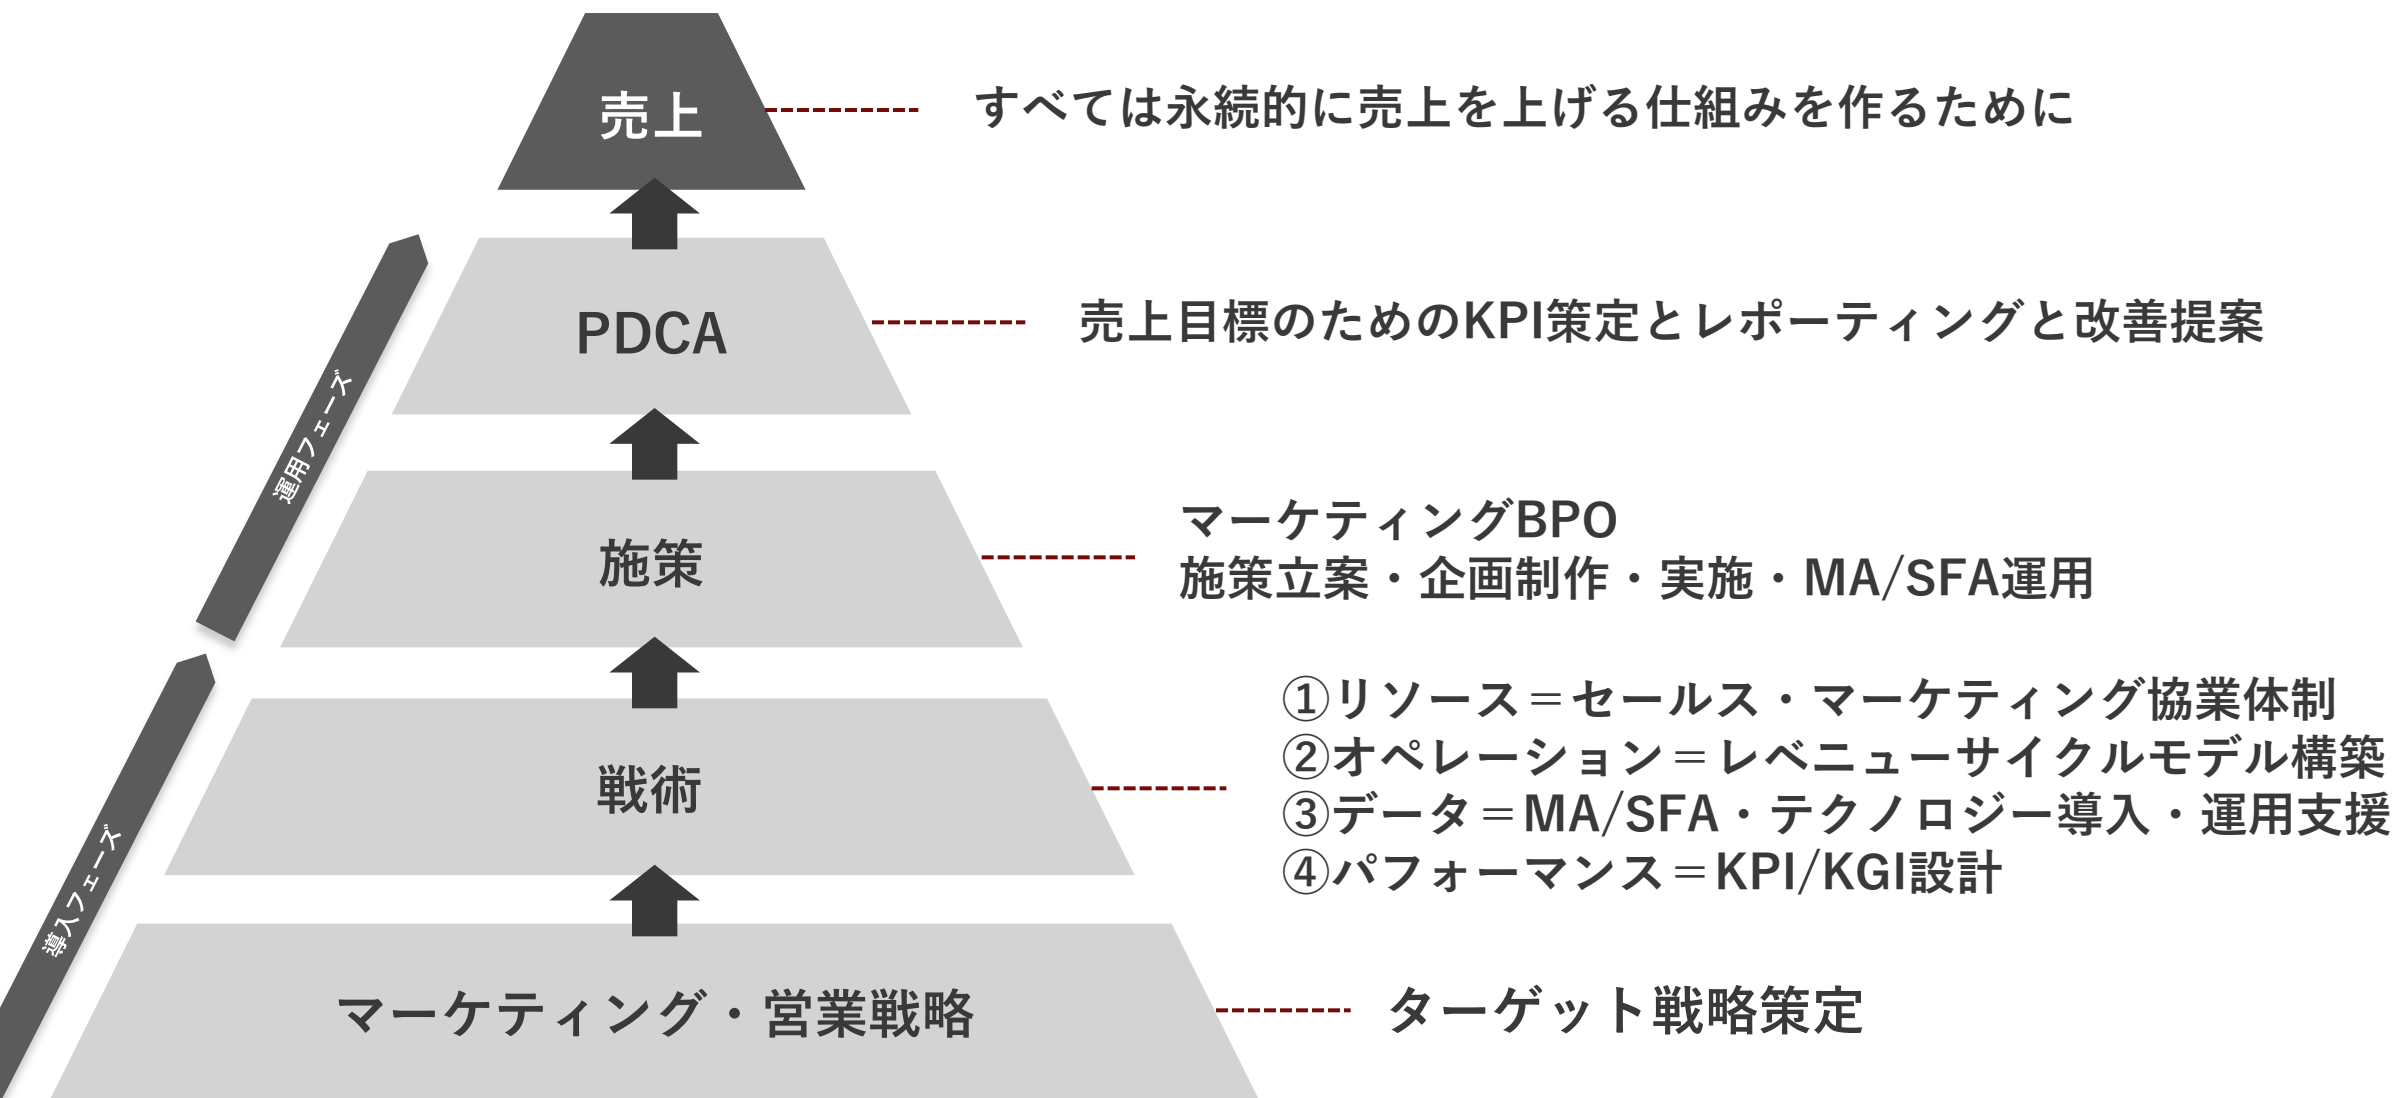 売上
すべては永続的に売上を上げる仕組みを作るために
PDCA
売上目標のためのKPI策定とレポーティングと改善提案
運用フェーズ
施策
マーケティングBPO
施策立案・企画制作・実施・MA/SFA運用
戦術
①リソース＝セールス・マーケティング協業体制
②オペレーション＝レベニューサイクルモデル構築
③データ＝MA/SFA・テクノロジー導入・運用支援
④パフォーマンス＝KPI/KGI設計
導入フェーズ
マーケティング・営業戦略
ターゲット戦略策定